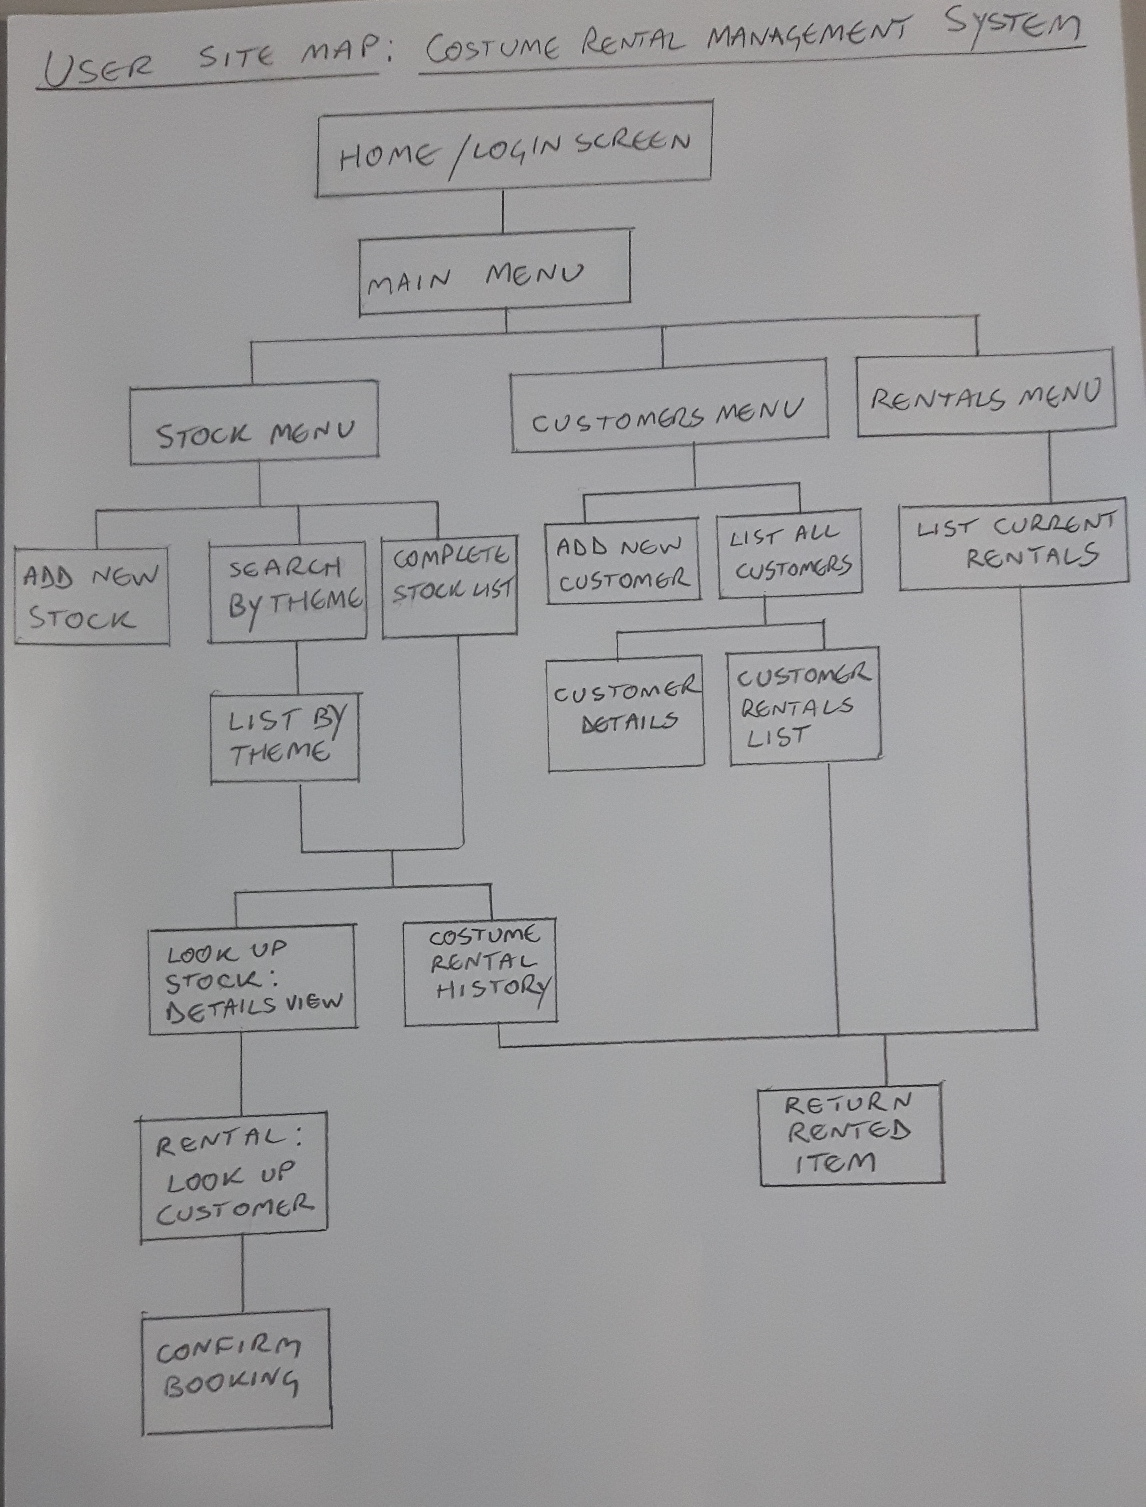 USER SITE MAP: COSTUME RENTAL MANAGEMENT SYSTEM
HOME/LOGIN SCREEN
MAIN MENU
STOCK MENU
CUSTOMERS MENU
RENTALS MENU
ADD NEW
STOCK
SEARCH
BY THEME
COMPLETE
STOCK LIST
ADD NEW
CUSTOMER
LIST ALL
CUSTOMERS
LIST CURRENT
RENTALS
LIST BY
THEME
CUSTOMER
DETAILS
CUSTOMER
RENTALS
LIST
LOOK UP
STOCK:
DETAILS VIEW
COSTUME
RENTAL
HISTORY
RENTAL:
LOOK UP
CUSTOMER
RETURN
RENTED
ITEM
CONFIRM
BOOKING